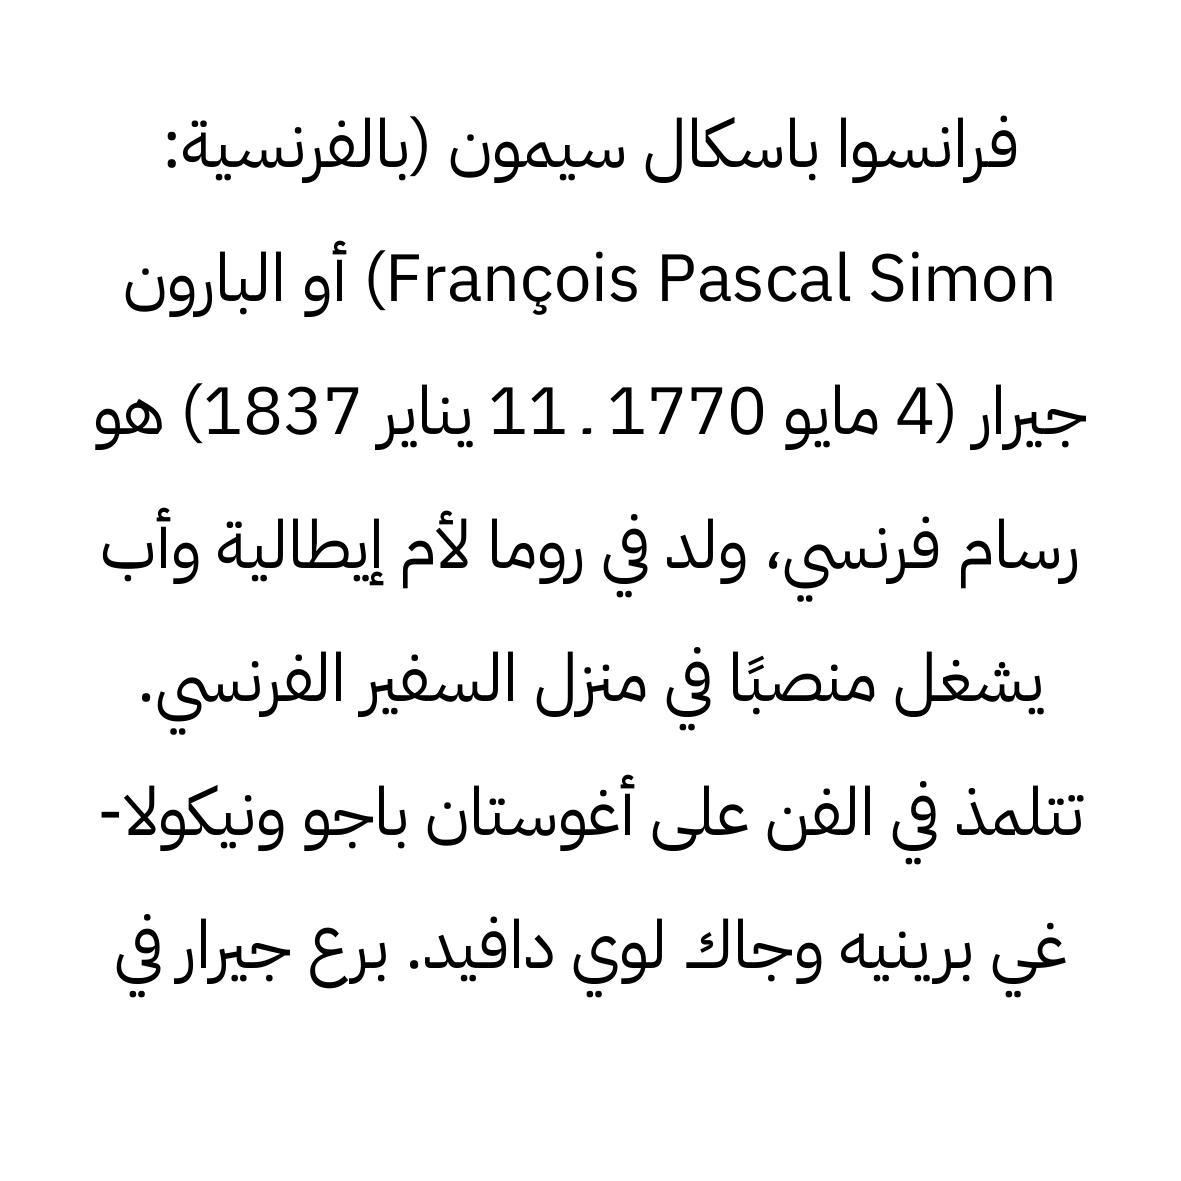 فرانسوا باسكال سيمون (بالفرنسية:
François Pascal Simon) أو البارون
جيرار (4 مايو 1770 ـ 11 يناير 1837) هو
رسام فرنسي، ولد في روما لأم إيطالية وأب
يشغل منصبًا في منزل السفير الفرنسي.
تتلمذ في الفن على أغوستان باجو ونيكولا-
غي برينيه وجاك لوي دافيد. برع جيرار في